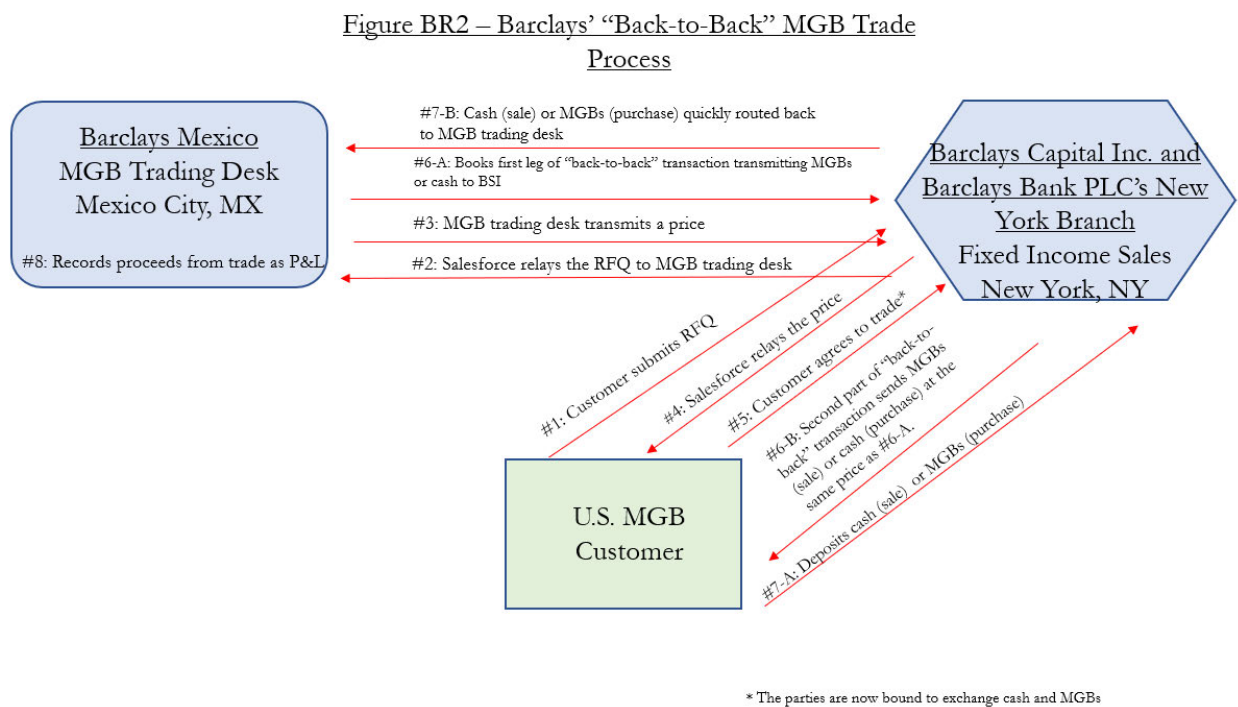 Figure BR2 – Barclays’ “Back-to-Back” MGB Trade
Process
Barclays Mexico
MGB Trading Desk
Mexico City, MX
#8: Records proceeds from trade as P&L
#7-B: Cash (sale) or MGBs (purchase) quickly routed back
to MGB trading desk
#6-A: Books first leg of “back-to-back” transaction transmitting MGBs
or cash to BSI
#3: MGB trading desk transmits a price
#2: Salesforce relays the RFQ to MGB trading desk
Barclays Capital Inc. and
Barclays Bank PLC’s New
York Branch
Fixed Income Sales
New York, NY
#1: Customer submits RFQ
#4: Salesforce relays the price
#5: Customer agrees to trade*
#6-B: Second part of “back-to-
back” transaction sends MGBs
(sale) or cash (purchase) at the
same price as #6-A.
#7-A: Deposits cash (sale) or MGBs (purchase)
U.S. MGB
Customer
* The parties are now bound to exchange cash and MGBs